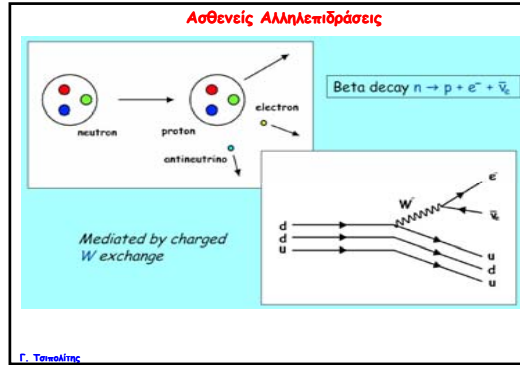 Ασθενείς Αλληλεπιδράσεις
Beta decay n → p + e⁻ + ν̅ₑ
neutron
proton
electron
antineutrino
Mediated by charged
W exchange
W⁻
e⁻
ν̅ₑ
d
d
u
u
d
u
Γ. Τσιπολίτης